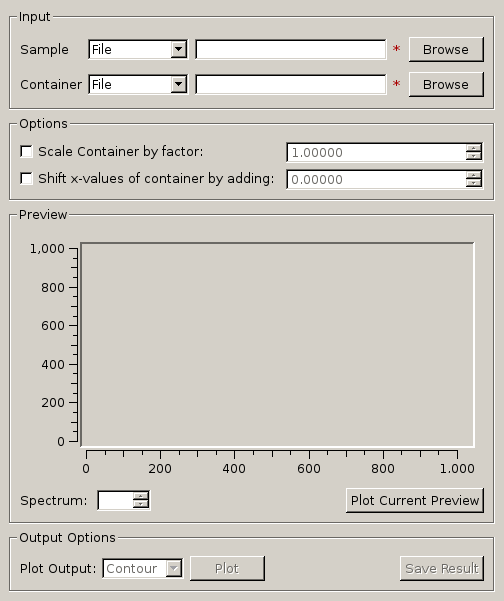 Input
Sample File * Browse
Container File * Browse
Options
Scale Container by factor: 1.00000
Shift x-values of container by adding: 0.00000
Preview
1,000
800
600
400
200
0
0 200 400 600 800 1.000
Spectrum: Plot Current Preview
Output Options
Plot Output: Contour Plot Save Result